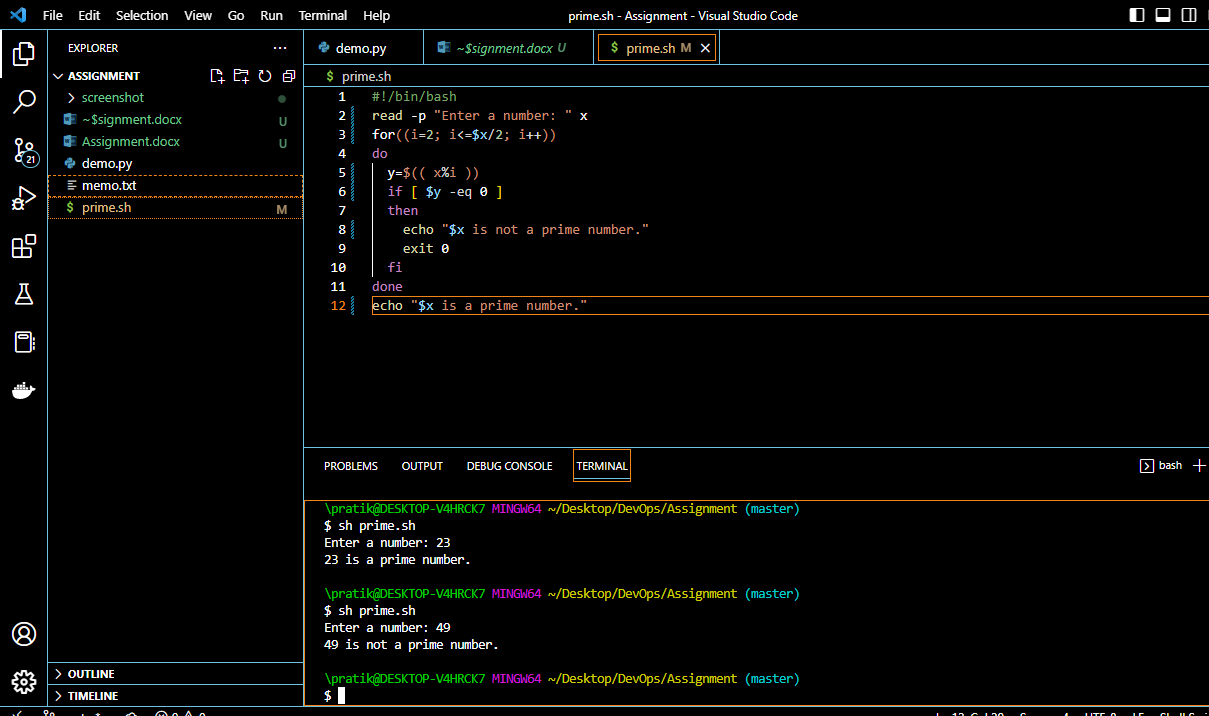 File Edit Selection View Go Run Terminal Help
prime.sh - Assignment - Visual Studio Code
EXPLORER
ASSIGNMENT
screenshot
~$signment.docx U
Assignment.docx U
demo.py
memo.txt
$ prime.sh M
21
OUTLINE
TIMELINE
demo.py ~$signment.docx U $ prime.sh M
$ prime.sh
1 #!/bin/bash
2 read -p "Enter a number: " x
3 for((i=2; i<=$x/2; i++))
4 do
5   y=$(( x%i ))
6   if [ $y -eq 0 ]
7   then
8     echo "$x is not a prime number."
9     exit 0
10   fi
11 done
12 echo "$x is a prime number."
PROBLEMS OUTPUT DEBUG CONSOLE TERMINAL
bash
\pratik@DESKTOP-V4HRCK7 MINGW64 ~/Desktop/DevOps/Assignment (master)
$ sh prime.sh
Enter a number: 23
23 is a prime number.
\pratik@DESKTOP-V4HRCK7 MINGW64 ~/Desktop/DevOps/Assignment (master)
$ sh prime.sh
Enter a number: 49
49 is not a prime number.
\pratik@DESKTOP-V4HRCK7 MINGW64 ~/Desktop/DevOps/Assignment (master)
$